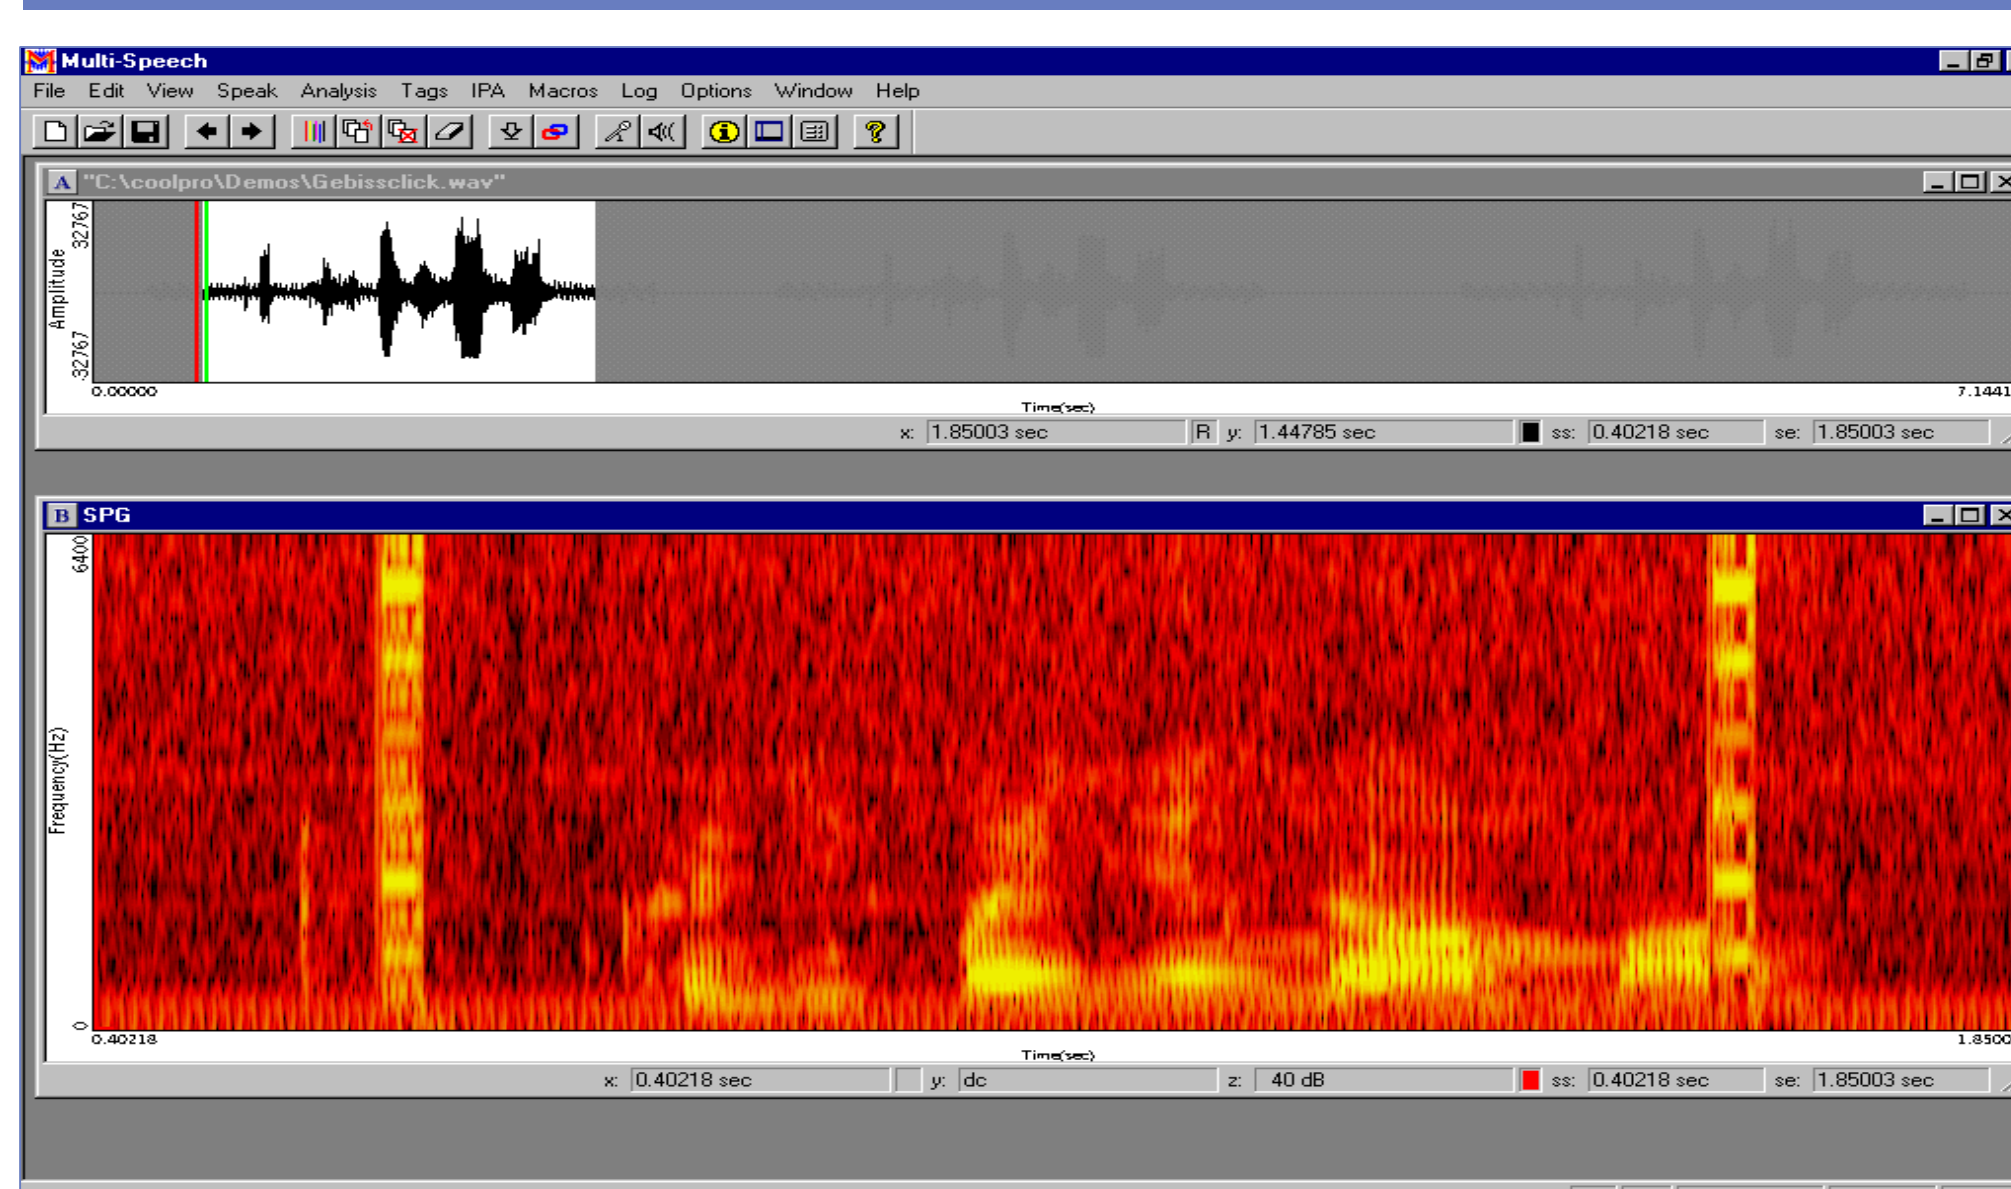 Multi-Speech
File Edit View Speak Analysis Tags IPA Macros Log Options Window Help
A "C:\coolpro\Demos\Gebissclick.wav"
32767
Amplitude
-32767
0.00000 7.1441
Time(sec)
x: 1.85003 sec R y: 1.44785 sec ss: 0.40218 sec se: 1.85003 sec
B SPG
6400
Frequency(Hz)
0
0.40218 1.8500
Time(sec)
x: 0.40218 sec y: dc z: 40 dB ss: 0.40218 sec se: 1.85003 sec